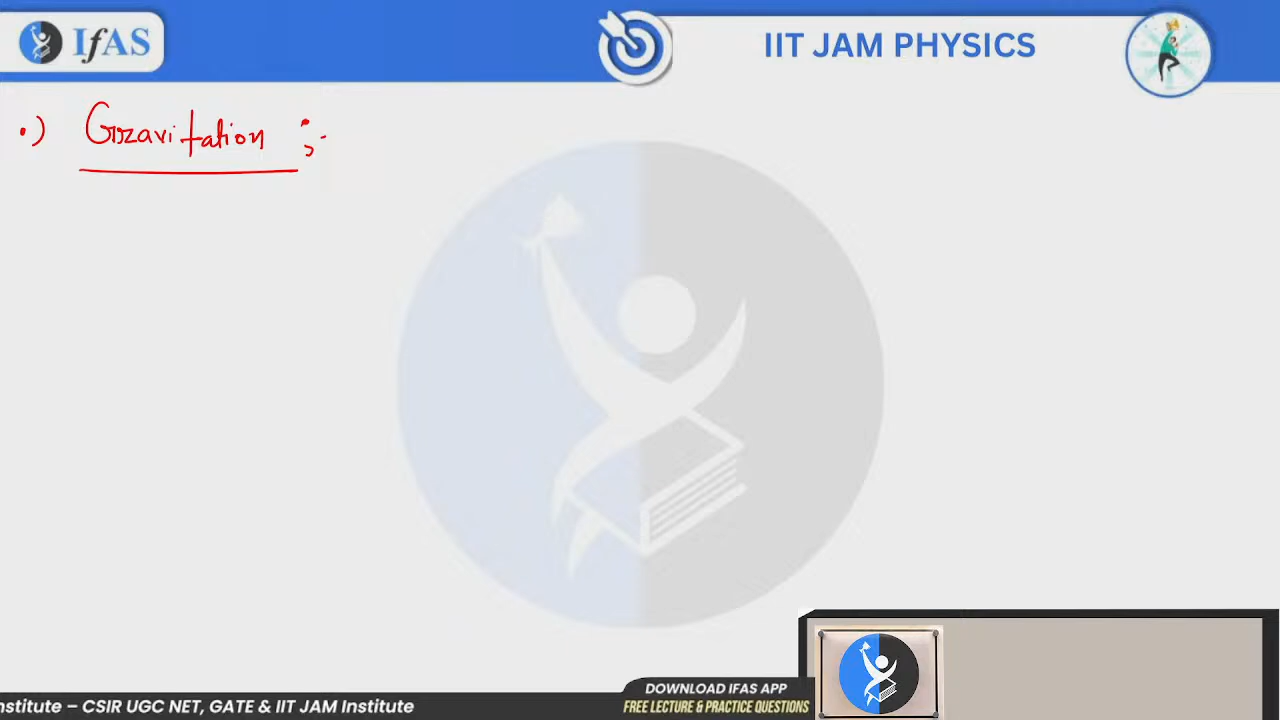 IfAS
IIT JAM PHYSICS
•) Gravitation :-
DOWNLOAD IFAS APP
FREE LECTURE & PRACTICE QUESTIONS
nstitute – CSIR UGC NET, GATE & IIT JAM Institute